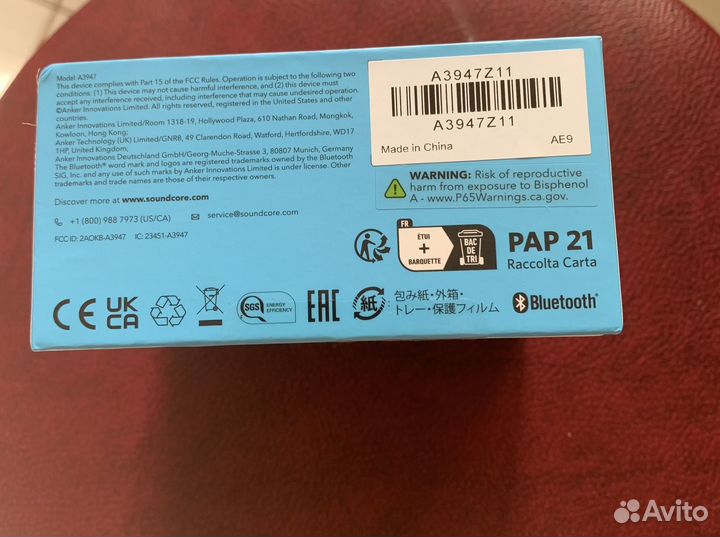 Model: A3947
This device complies with Part 15 of the FCC Rules. Operation is subject to the following two
conditions: (1) This device may not cause harmful interference, and (2) this device must
accept any interference received, including interference that may cause undesired operation.
©Anker Innovations Limited. All rights reserved, registered in the United States and other
countries.
Anker Innovations Limited/Room 1318-19, Hollywood Plaza, 610 Nathan Road, Mongkok,
Kowloon, Hong Kong;
Anker Technology (UK) Limited/GNR8, 49 Clarendon Road, Watford, Hertfordshire, WD17
1HP, United Kingdom;
Anker Innovations Deutschland GmbH/Georg-Muche-Strasse 3, 80807 Munich, Germany
The Bluetooth® word mark and logos are registered trademarks owned by the Bluetooth
SIG, Inc. and any use of such marks by Anker Innovations Limited is under license. Other
trademarks and trade names are those of their respective owners.
Discover more at www.soundcore.com
+1 (800) 988 7973 (US/CA)
service@soundcore.com
FCC ID: 2AOKB-A3947 IC: 23451-A3947
A3947Z11
A3947Z11
Made in China AE9
WARNING: Risk of reproductive
harm from exposure to Bisphenol
A - www.P65Warnings.ca.gov.
FR
ÉTUI
+
BARQUETTE
BAC
DE
TRI
PAP 21
Raccolta Carta
CE
UK
CA
SGS
ENERGY
EFFICIENCY
EAC
紙
包み紙・外箱・
トレー・保護フィルム
Bluetooth®
Avito